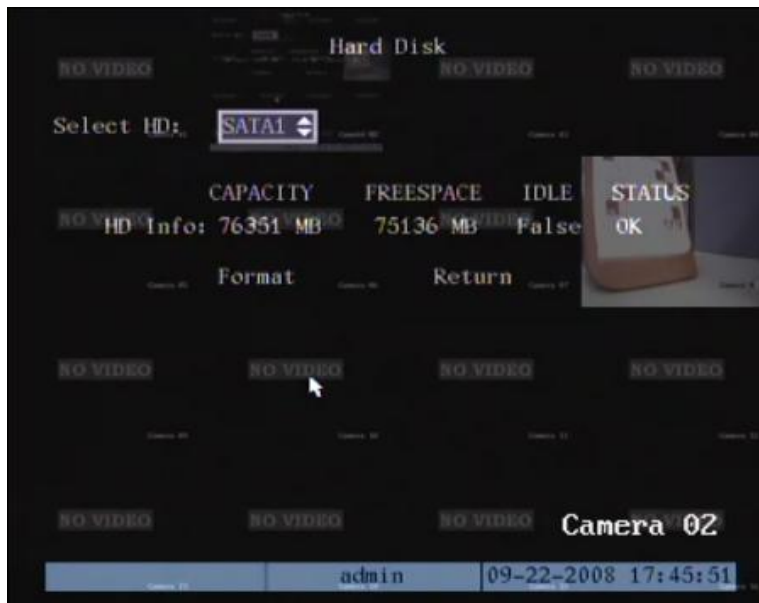 Hard Disk
NO VIDEO NO VIDEO NO VIDEO
Select HD: SATA1
CAPACITY FREESPACE IDLE STATUS
HD Info: 76351 MB 75136 MB False OK
Format Return
NO VIDEO NO VIDEO NO VIDEO NO VIDEO
NO VIDEO NO VIDEO NO VIDEO
Camera 02
admin 09-22-2008 17:45:51